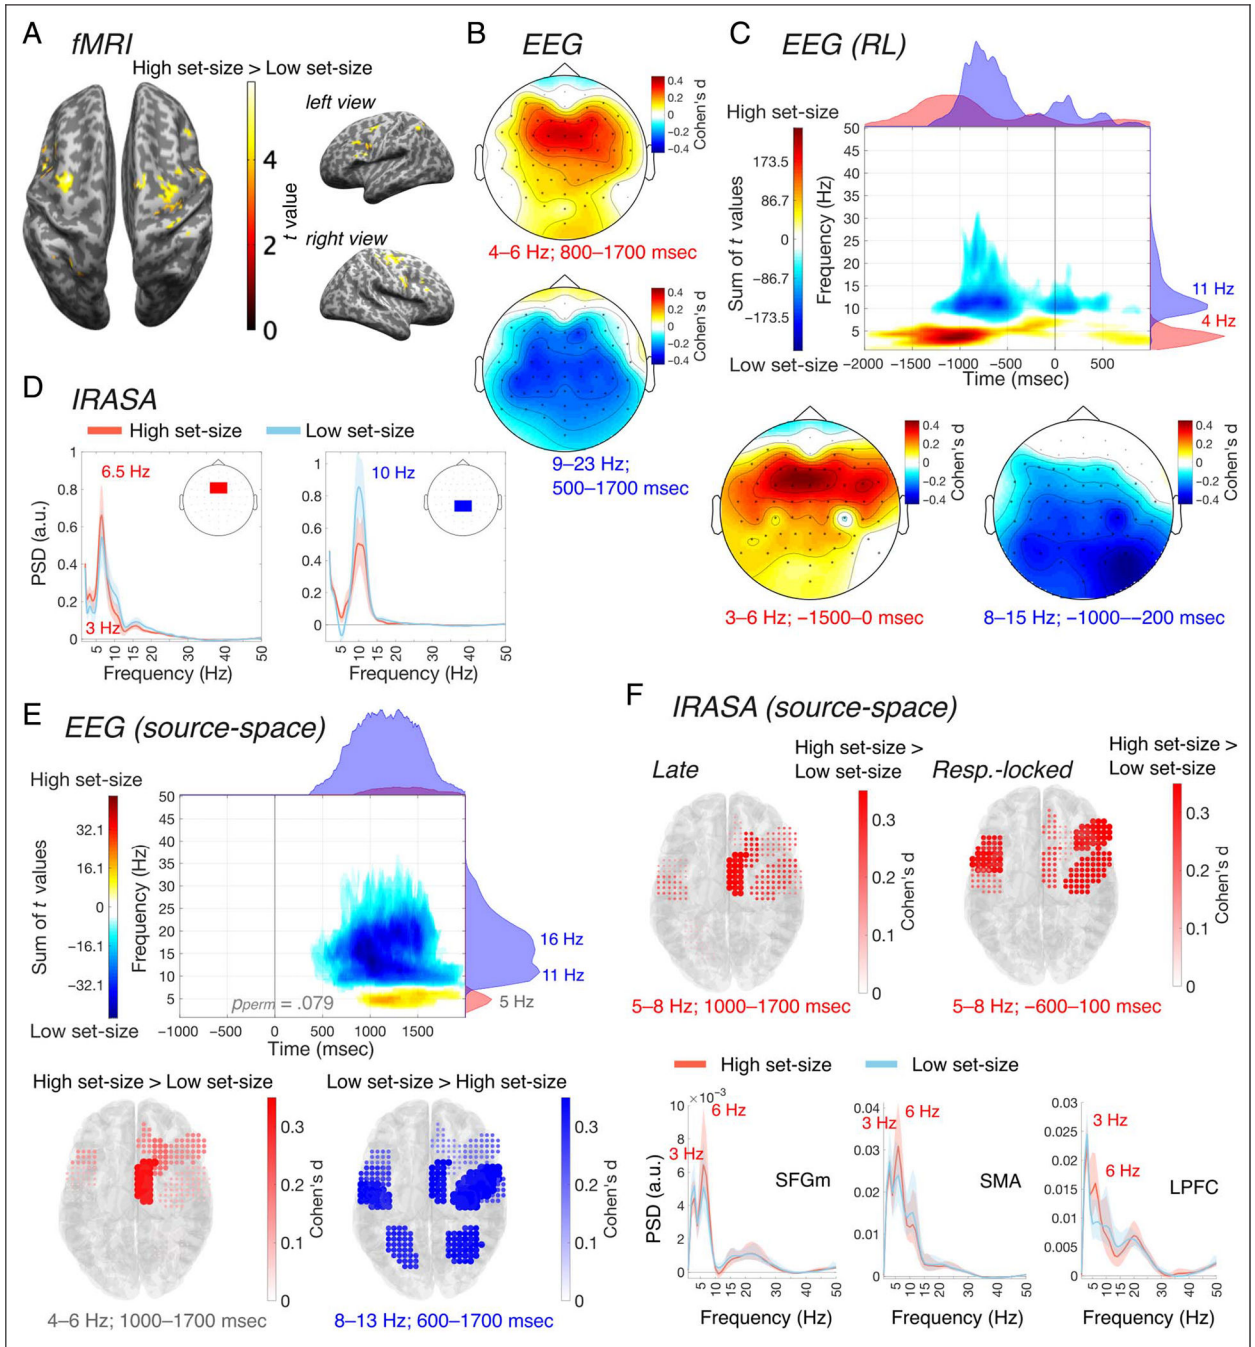 A
fMRI
High set-size > Low set-size
4
2
0
t value
left view
right view
B
EEG
0.4
0.2
0
−0.2
−0.4
Cohen's d
4–6 Hz; 800–1700 msec
0.4
0.2
0
−0.2
−0.4
Cohen's d
9–23 Hz;
500–1700 msec
C
EEG (RL)
High set-size
173.5
86.7
0
−86.7
−173.5
Sum of t values
Low set-size
50
45
40
35
30
25
20
15
10
5
Frequency (Hz)
11 Hz
4 Hz
−2000 −1500 −1000 −500 0 500
Time (msec)
0.4
0.2
0
−0.2
−0.4
Cohen's d
3–6 Hz; −1500–0 msec
0.4
0.2
0
−0.2
−0.4
Cohen's d
8–15 Hz; −1000–−200 msec
D
IRASA
High set-size
Low set-size
1
0.8
0.6
0.4
0.2
0
PSD (a.u.)
6.5 Hz
3 Hz
5 10 15 20 30 40 50
Frequency (Hz)
1
0.8
0.6
0.4
0.2
0
10 Hz
5 10 15 20 30 40 50
Frequency (Hz)
E
EEG (source-space)
High set-size
32.1
16.1
0
-16.1
-32.1
Sum of t values
Low set-size
50
45
40
35
30
25
20
15
10
5
Frequency (Hz)
16 Hz
11 Hz
5 Hz
pperm = .079
-1000 -500 0 500 1000 1500
Time (msec)
High set-size > Low set-size
0.3
0.2
0.1
0
Cohen's d
4–6 Hz; 1000–1700 msec
Low set-size > High set-size
0.3
0.2
0.1
0
Cohen's d
8–13 Hz; 600–1700 msec
F
IRASA (source-space)
Late
High set-size >
Low set-size
0.3
0.2
0.1
0
Cohen's d
5–8 Hz; 1000–1700 msec
Resp.-locked
High set-size >
Low set-size
0.3
0.2
0.1
0
Cohen's d
5–8 Hz; −600–100 msec
High set-size
Low set-size
×10⁻³
10
8
6
4
2
0
PSD (a.u.)
6 Hz
3 Hz
SFGm
5 10 15 20 30 40 50
Frequency (Hz)
0.04
0.03
0.02
0.01
0
3 Hz
6 Hz
SMA
5 10 15 20 30 40 50
Frequency (Hz)
0.03
0.025
0.02
0.015
0.01
0.005
0
3 Hz
6 Hz
LPFC
5 10 15 20 30 40 50
Frequency (Hz)